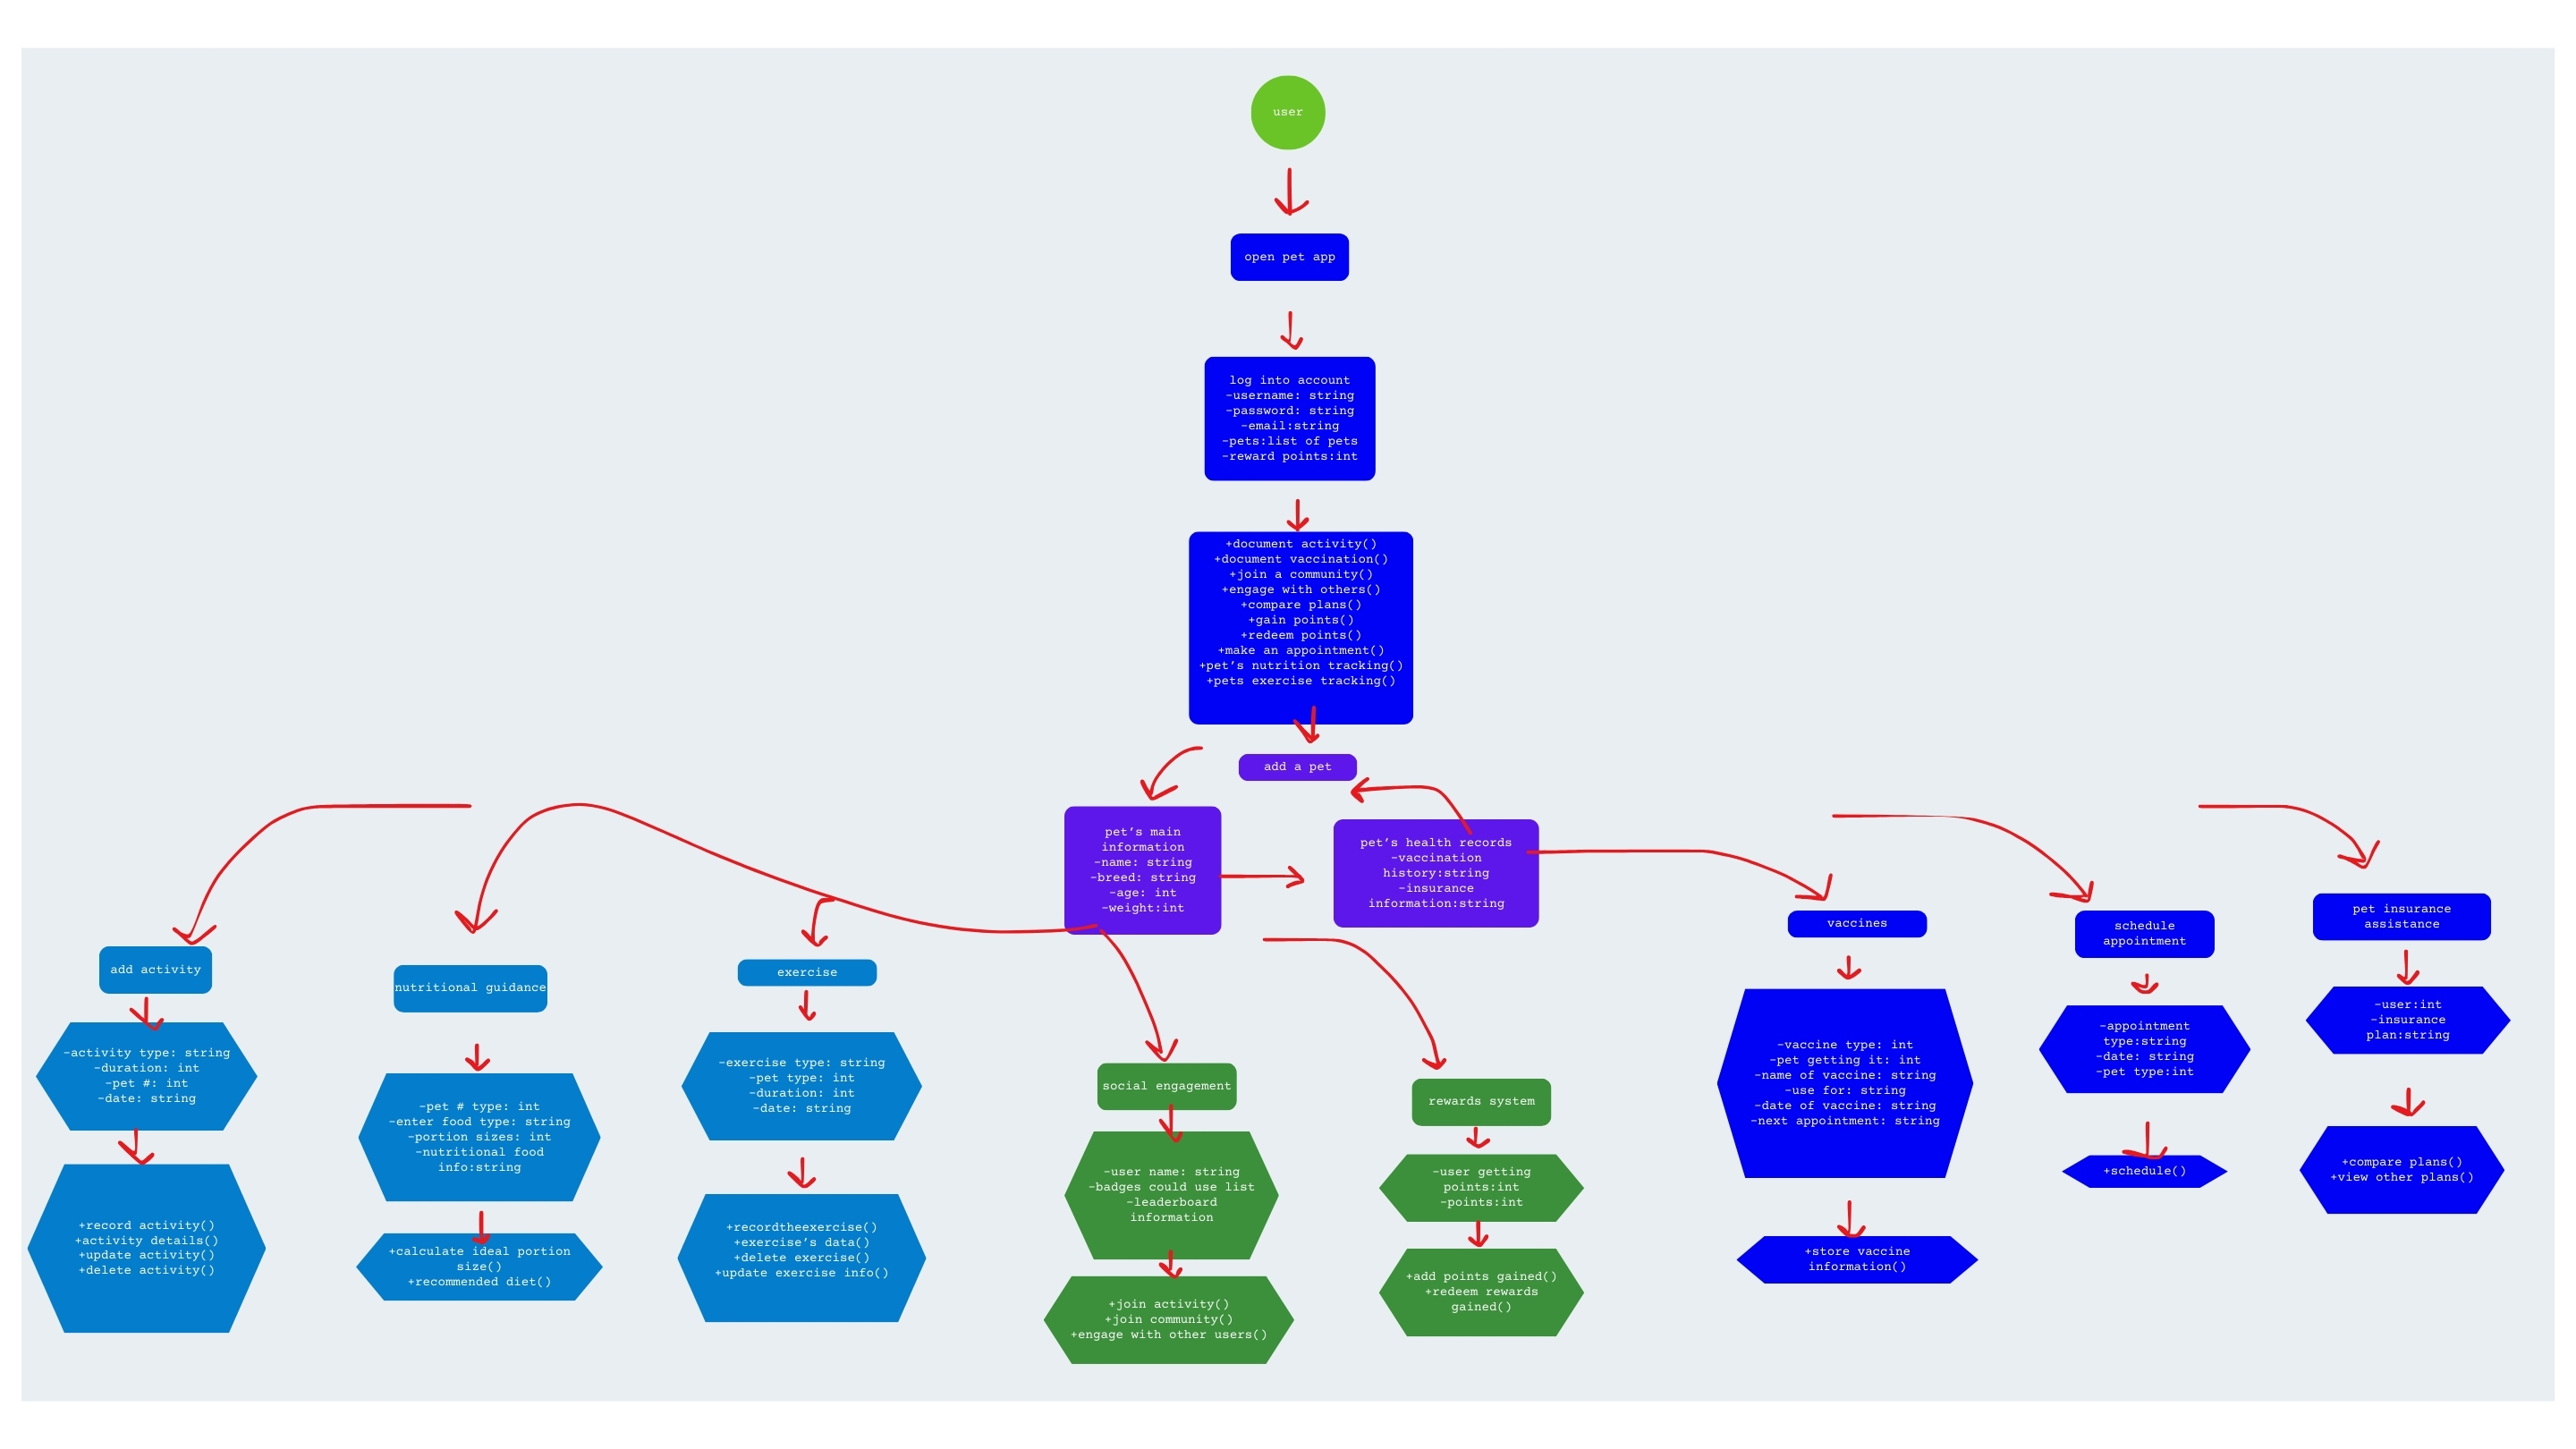 user
open pet app
log into account
-username: string
-password: string
-email:string
-pets:list of pets
-reward points:int
+document activity()
+document vaccination()
+join a community()
+engage with others()
+compare plans()
+gain points()
+redeem points()
+make an appointment()
+pet's nutrition tracking()
+pets exercise tracking()
add a pet
pet's main
information
-name: string
-breed: string
-age: int
-weight:int
pet's health records
-vaccination
history:string
-insurance
information:string
add activity
-activity type: string
-duration: int
-pet #: int
-date: string
+record activity()
+activity details()
+update activity()
+delete activity()
nutritional guidance
-pet # type: int
-enter food type: string
-portion sizes: int
-nutritional food
info:string
+calculate ideal portion
size()
+recommended diet()
exercise
-exercise type: string
-pet type: int
-duration: int
-date: string
+recordtheexercise()
+exercise's data()
+delete exercise()
+update exercise info()
social engagement
-user name: string
-badges could use list
-leaderboard
information
+join activity()
+join community()
+engage with other users()
rewards system
-user getting
points:int
-points:int
+add points gained()
+redeem rewards
gained()
vaccines
-vaccine type: int
-pet getting it: int
-name of vaccine: string
-use for: string
-date of vaccine: string
-next appointment: string
+store vaccine
information()
schedule
appointment
-appointment
type:string
-date: string
-pet type:int
+schedule()
pet insurance
assistance
-user:int
-insurance
plan:string
+compare plans()
+view other plans()